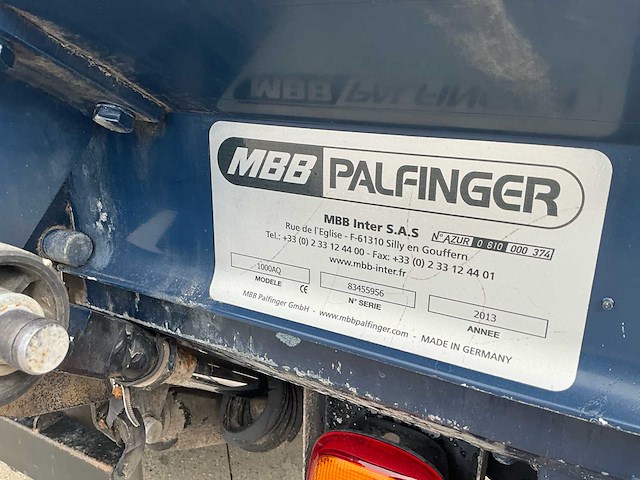 MBB PALFINGER
MBB Inter S.A.S
Rue de l'Eglise - F-61310 Silly en Gouffern
Tel.: +33 (0) 2 33 12 44 00 - Fax: +33 (0) 2 33 12 44 01
www.mbb-inter.fr
N° AZUR 0 810 000 374
1000AQ
MODELE CE
83455956
N° SERIE
2013
ANNEE
MBB Palfinger GmbH - www.mbbpalfinger.com - MADE IN GERMANY